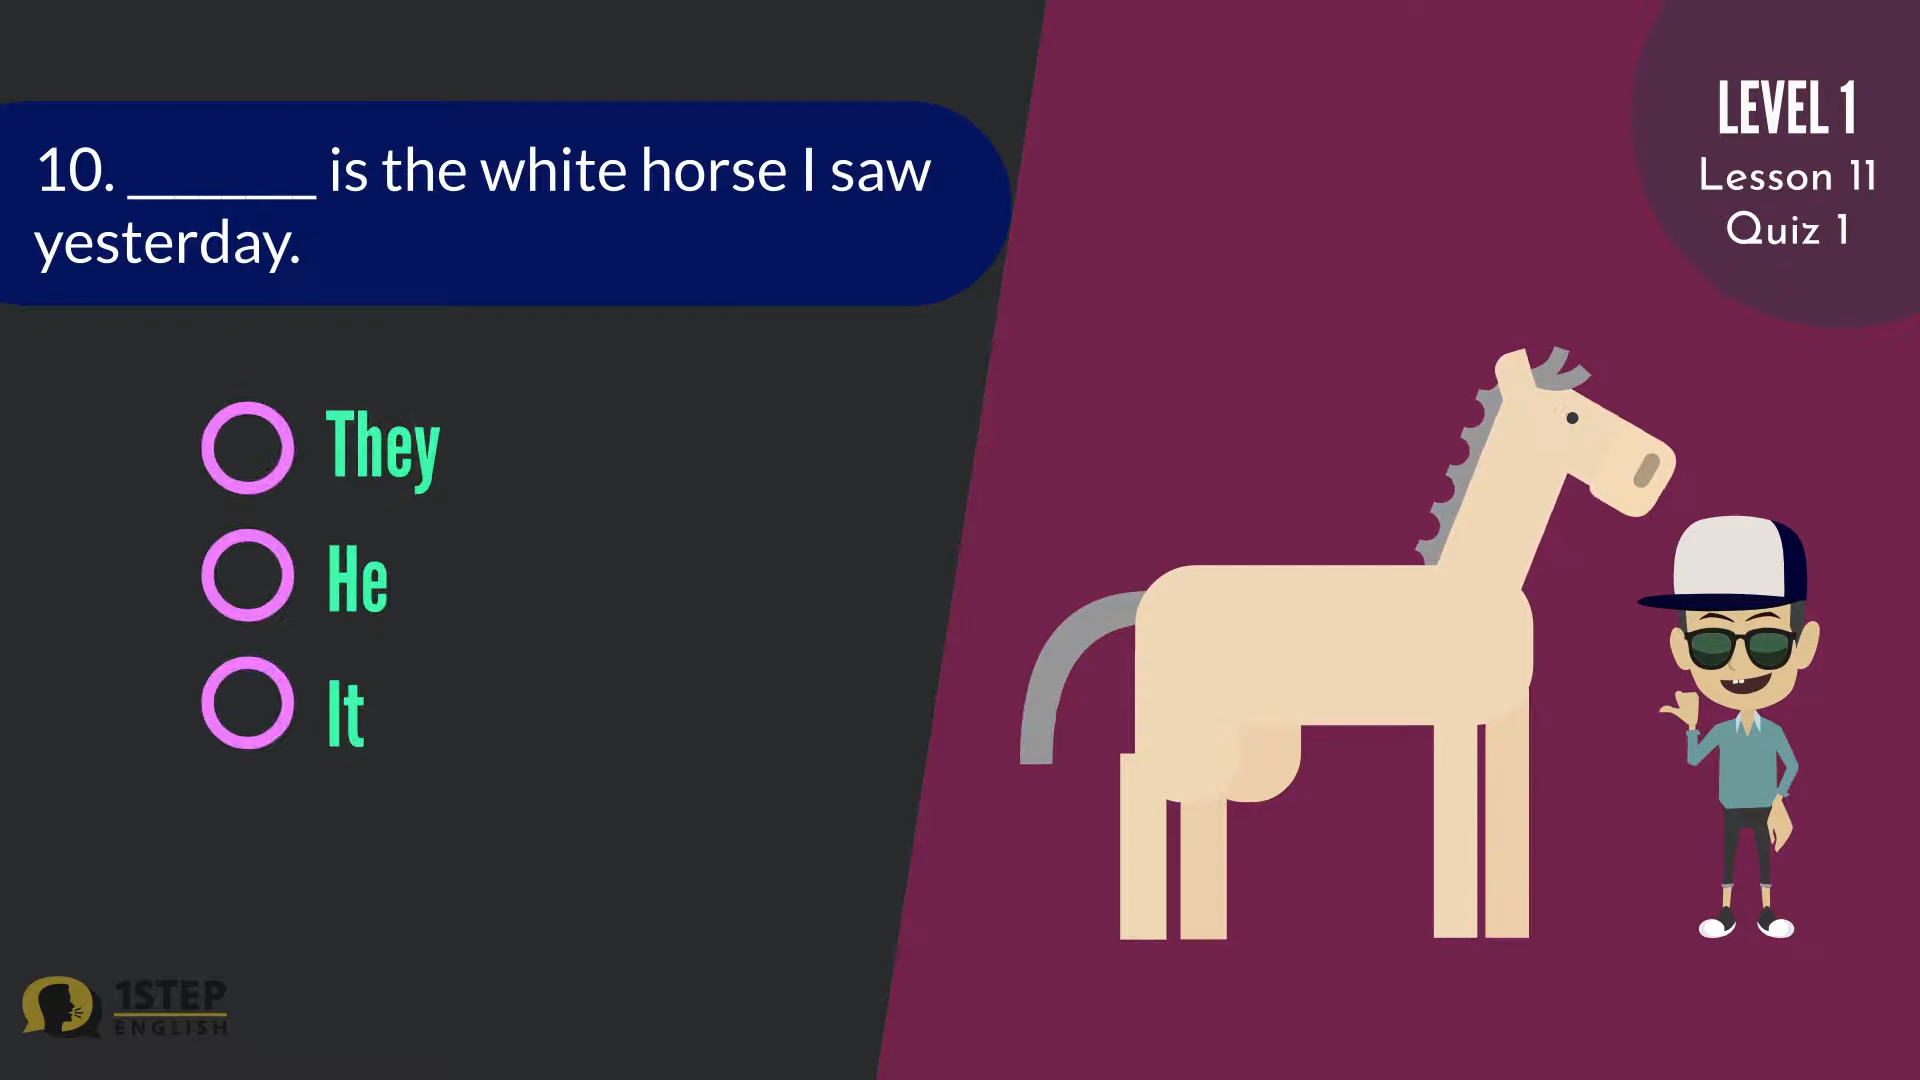 10. ______ is the white horse I saw
yesterday.
LEVEL 1
Lesson 11
Quiz 1
They
He
It
1STEP
ENGLISH